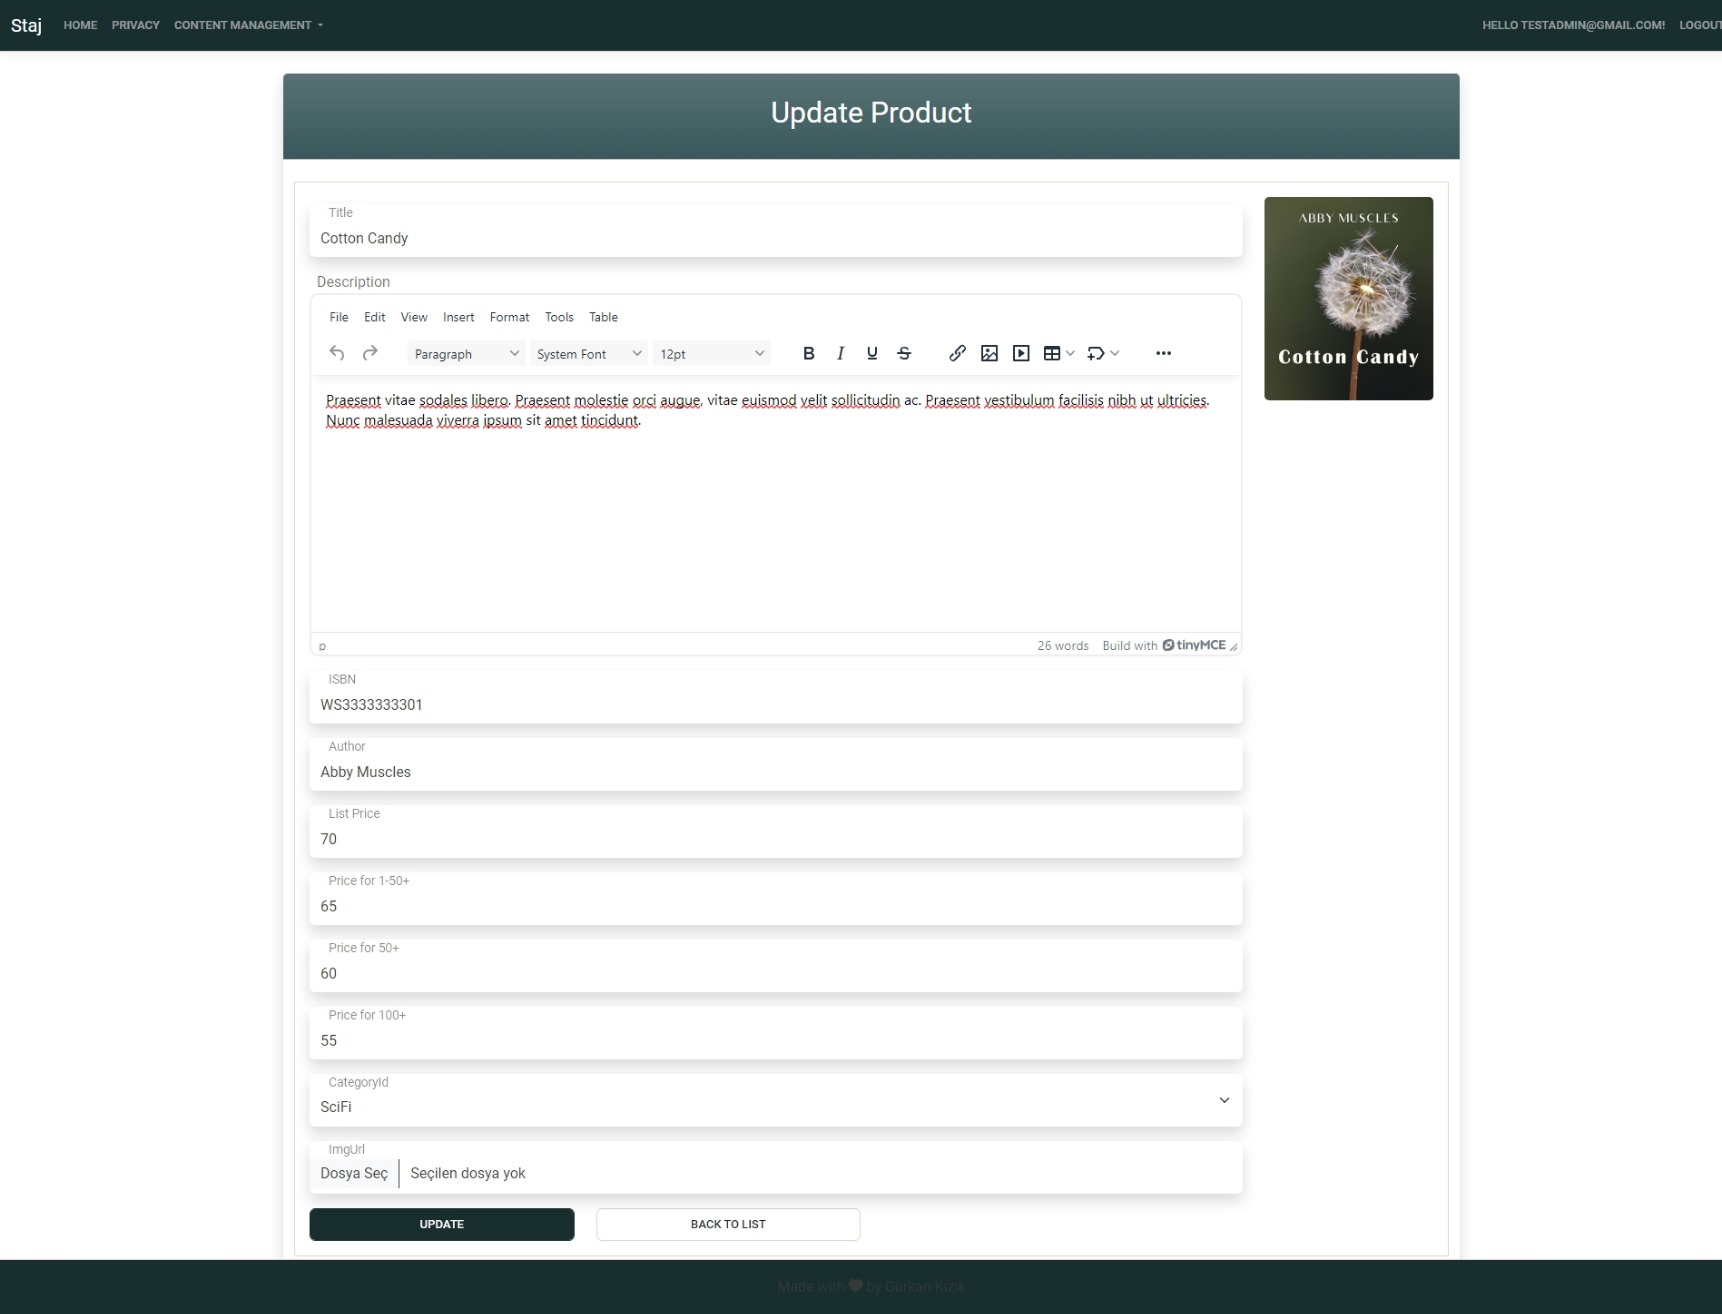 Staj HOME PRIVACY CONTENT MANAGEMENT HELLO TESTADMIN@GMAIL.COM! LOGOUT
Update Product
Title
Cotton Candy
ABBY MUSCLES
Cotton Candy
Description
File Edit View Insert Format Tools Table
Paragraph System Font 12pt B I U S
Praesent vitae sodales libero. Praesent molestie orci augue, vitae euismod velit sollicitudin ac. Praesent vestibulum facilisis nibh ut ultricies.
Nunc malesuada viverra ipsum sit amet tincidunt.
p 26 words Build with tinyMCE
ISBN
WS3333333301
Author
Abby Muscles
List Price
70
Price for 1-50+
65
Price for 50+
60
Price for 100+
55
CategoryId
SciFi
ImgUrl
Dosya Seç Seçilen dosya yok
UPDATE BACK TO LIST
Made with by Gürkan Kızık